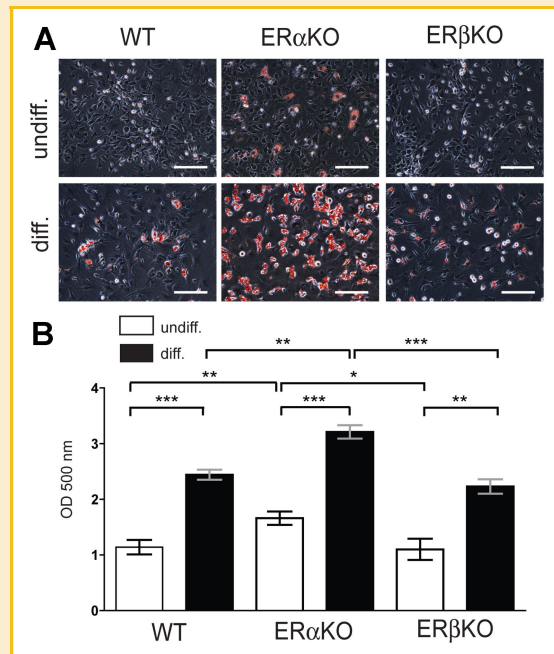 A
WT ERαKO ERβKO
undiff.
diff.
B
undiff.
diff.
** ***
** *
*** *** **
4
3
2
1
0
OD 500 nm
WT ERαKO ERβKO